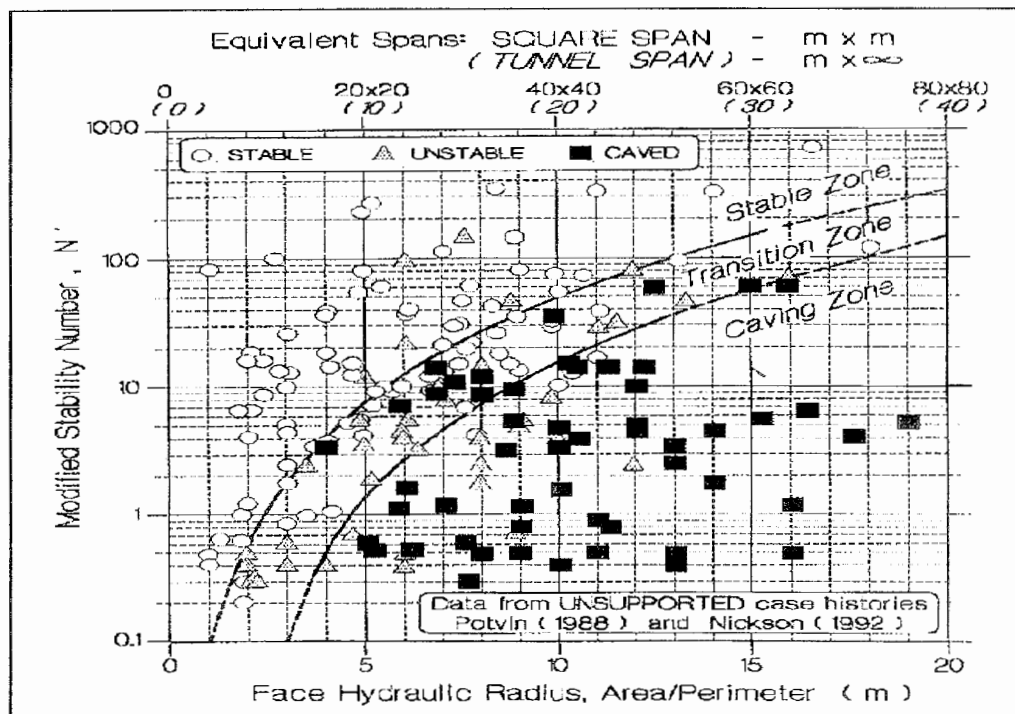 Equivalent Spans: SQUARE SPAN - m x m
( TUNNEL SPAN ) - m x ∞
0 20x20 40x40 60x60 80x80
(0) (10) (20) (30) (40)
1000
STABLE UNSTABLE CAVED
Stable Zone
Transition Zone
Caving Zone
100
10
1
0.1
Modified Stability Number, N'
Data from UNSUPPORTED case histories
Potvin (1988) and Nickson (1992)
0 5 10 15 20
Face Hydraulic Radius, Area/Perimeter ( m )